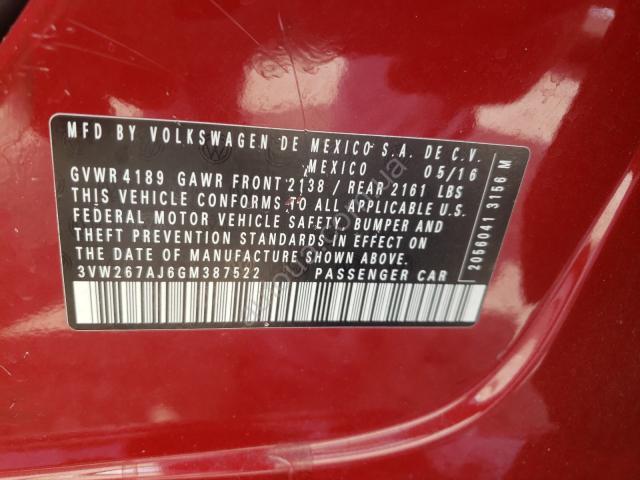 MFD BY VOLKSWAGEN DE MEXICO S.A. DE C.V.
MEXICO 05/16
GVWR 4189 GAWR FRONT 2138 / REAR 2161 LBS
THIS VEHICLE CONFORMS TO ALL APPLICABLE U.S.
FEDERAL MOTOR VEHICLE SAFETY, BUMPER AND
THEFT PREVENTION STANDARDS IN EFFECT ON
THE DATE OF MANUFACTURE SHOWN ABOVE.
3VW267AJ6GM387522 PASSENGER CAR
2056041 3156 M